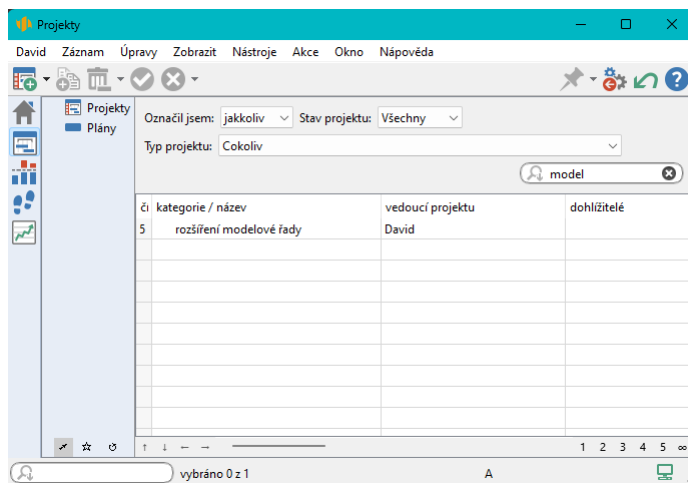 Projekty
David Záznam Úpravy Zobrazit Nástroje Akce Okno Nápověda
Projekty
Plány
Označil jsem: jakkoliv Stav projektu: Všechny
Typ projektu: Cokoliv
model
čí kategorie / název vedoucí projektu dohlížitelé
5 rozšíření modelové řady David
1 2 3 4 5 ∞
vybráno 0 z 1 A